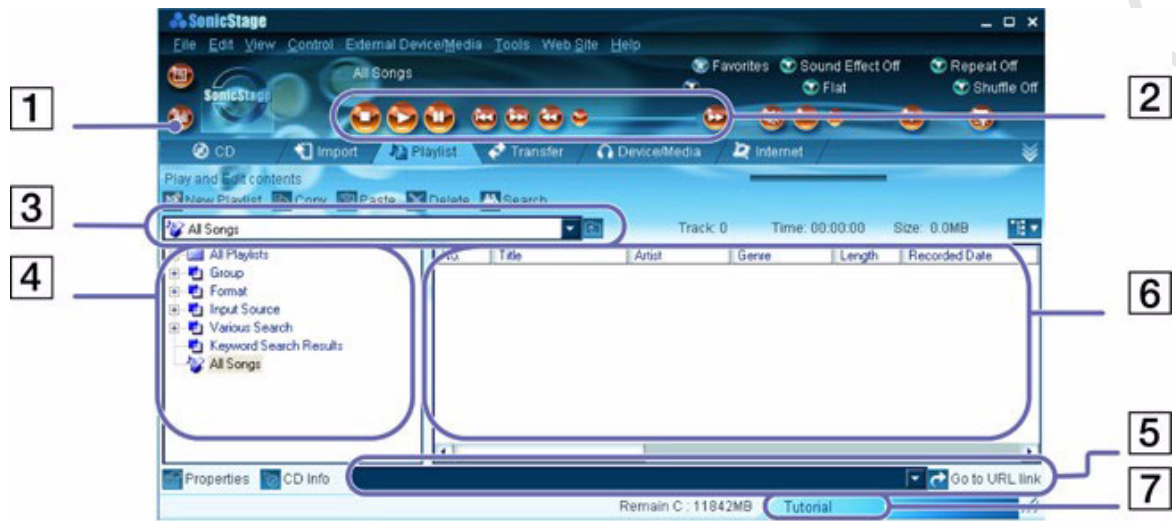 SonicStage
File Edit View Control External Device/Media Tools Web Site Help
All Songs
Favorites Sound Effect Off Repeat Off
SonicStage
Flat Shuffle Off
1
2
CD Import Playlist Transfer Device/Media Internet
Play and Edit contents
New Playlist Copy Paste Delete Search
3
All Songs Track: 0 Time: 00:00:00 Size: 0.0MB
4
All Playlists
No. Title Artist Genre Length Recorded Date
Group
Format
Input Source
Various Search
Keyword Search Results
All Songs
6
5
Properties CD Info Go to URL link
7
Remain C : 11842MB Tutorial